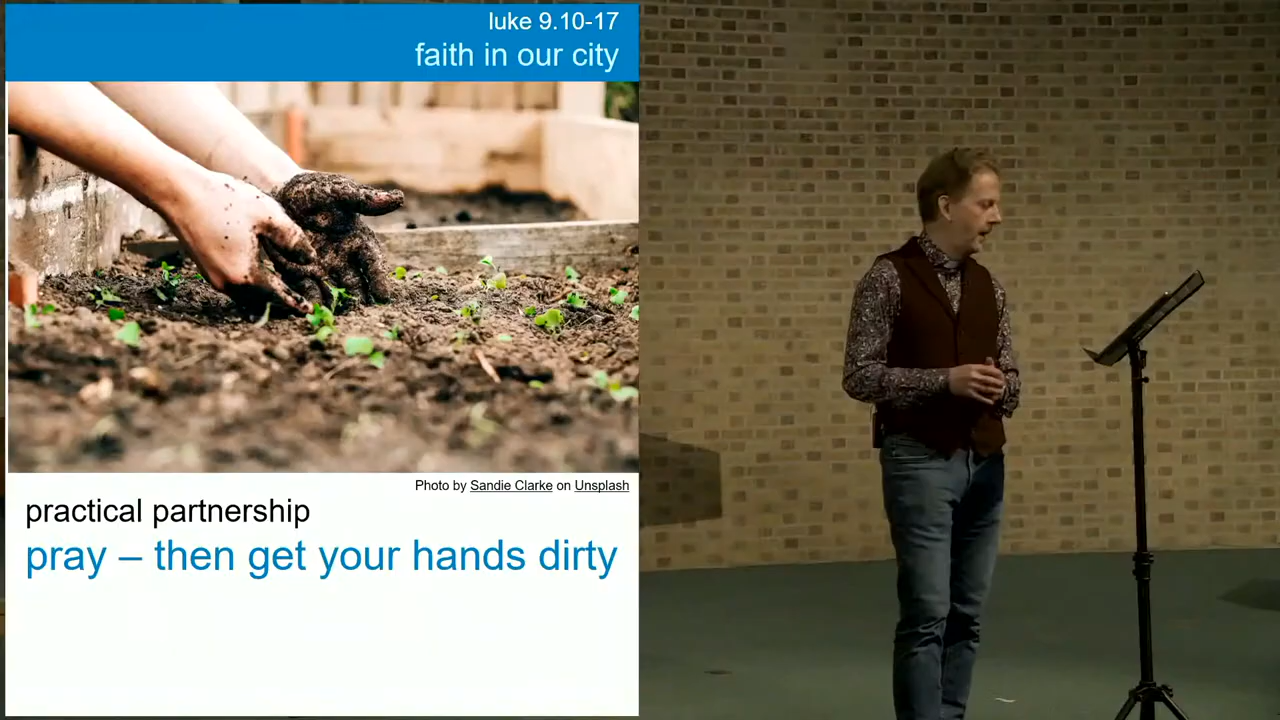 luke 9.10-17
faith in our city
Photo by Sandie Clarke on Unsplash
practical partnership
pray – then get your hands dirty